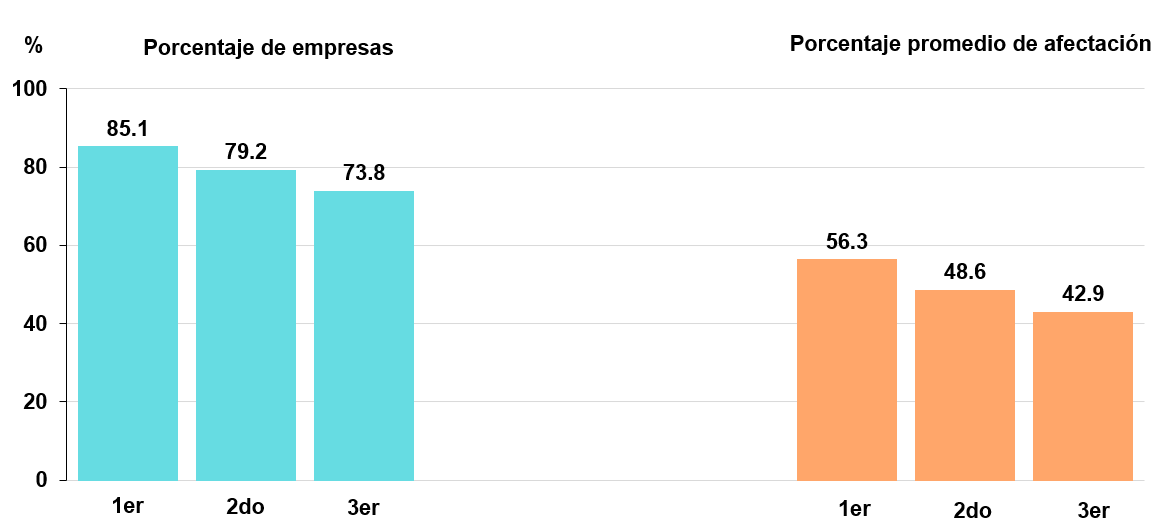 %
Porcentaje de empresas
Porcentaje promedio de afectación
100
80
60
40
20
0
85.1
79.2
73.8
56.3
48.6
42.9
1er
2do
3er
1er
2do
3er